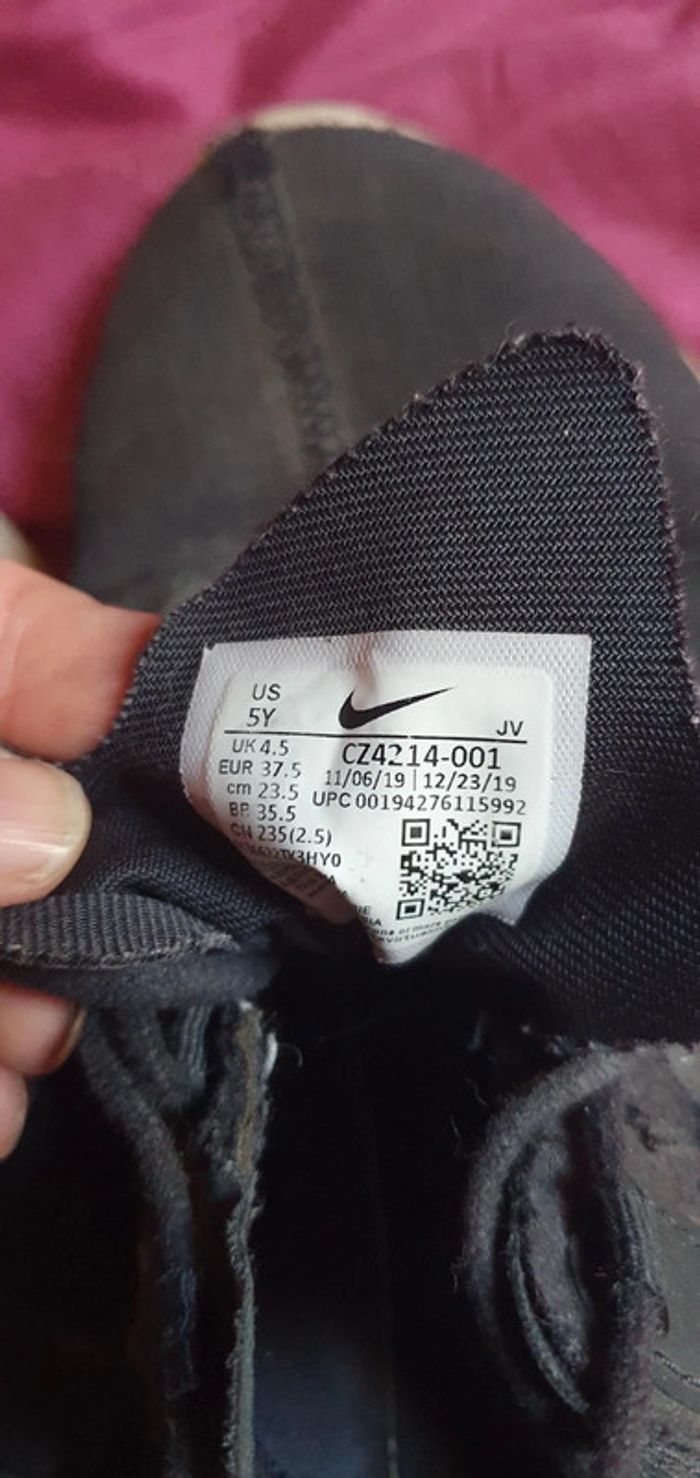 US
5Y
JV
UK 4.5
EUR 37.5
cm 23.5
BR 35.5
CN 235(2.5)
CZ4214-001
11/06/19 | 12/23/19
UPC 00194276115992